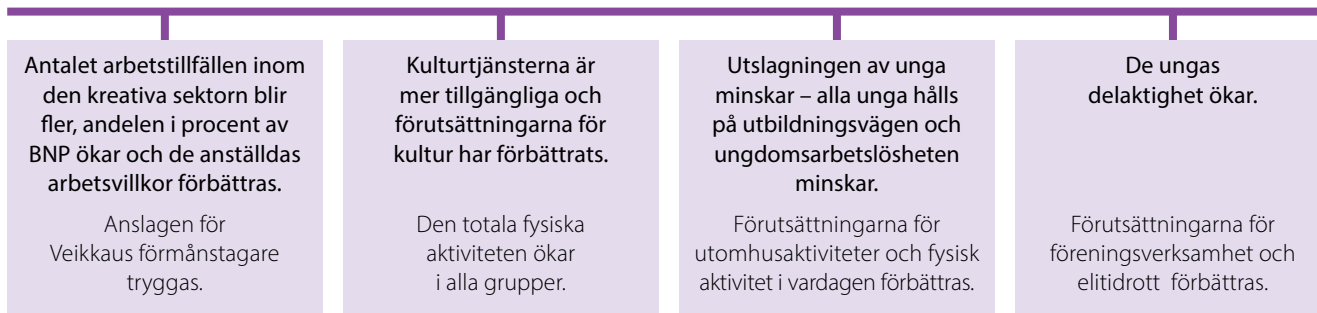 Antalet arbetstillfällen inom
den kreativa sektorn blir
fler, andelen i procent av
BNP ökar och de anställdas
arbetsvillkor förbättras.
Anslagen för
Veikkaus förmånstagare
tryggas.
Kulturtjänsterna är
mer tillgängliga och
förutsättningarna för
kultur har förbättrats.
Den totala fysiska
aktiviteten ökar
i alla grupper.
Utslagningen av unga
minskar – alla unga hålls
på utbildningsvägen och
ungdomsarbetslösheten
minskar.
Förutsättningarna för
utomhusaktiviteter och fysisk
aktivitet i vardagen förbättras.
De ungas
delaktighet ökar.
Förutsättningarna för
föreningsverksamhet och
elitidrott förbättras.